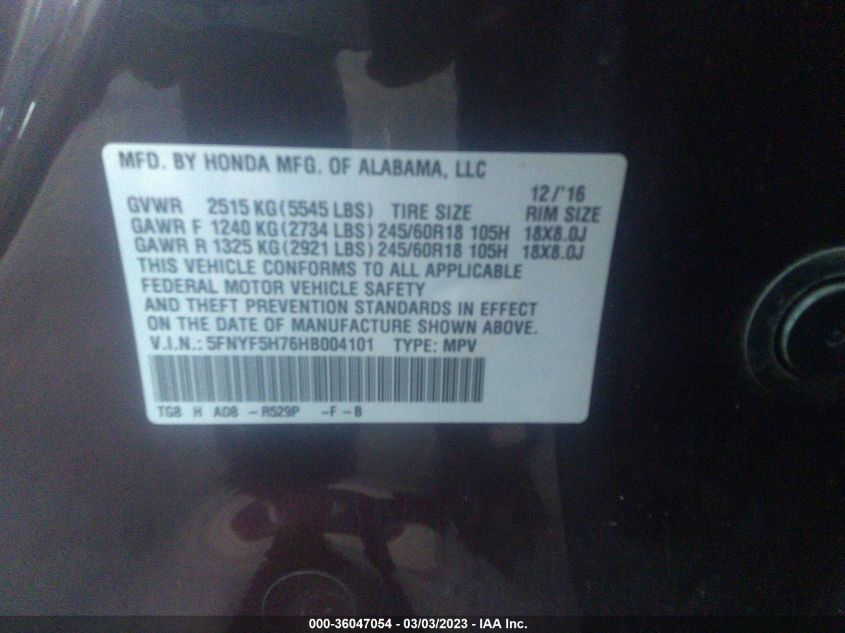 MFD. BY HONDA MFG. OF ALABAMA, LLC
12/'16
GVWR 2515 KG (5545 LBS) TIRE SIZE RIM SIZE
GAWR F 1240 KG (2734 LBS) 245/60R18 105H 18X8.0J
GAWR R 1325 KG (2921 LBS) 245/60R18 105H 18X8.0J
THIS VEHICLE CONFORMS TO ALL APPLICABLE
FEDERAL MOTOR VEHICLE SAFETY
AND THEFT PREVENTION STANDARDS IN EFFECT
ON THE DATE OF MANUFACTURE SHOWN ABOVE.
V.I.N.: 5FNYF5H76HB004101 TYPE: MPV
TG8 H AD8 - R529P - F - B
000-36047054 - 03/03/2023 - IAA Inc.